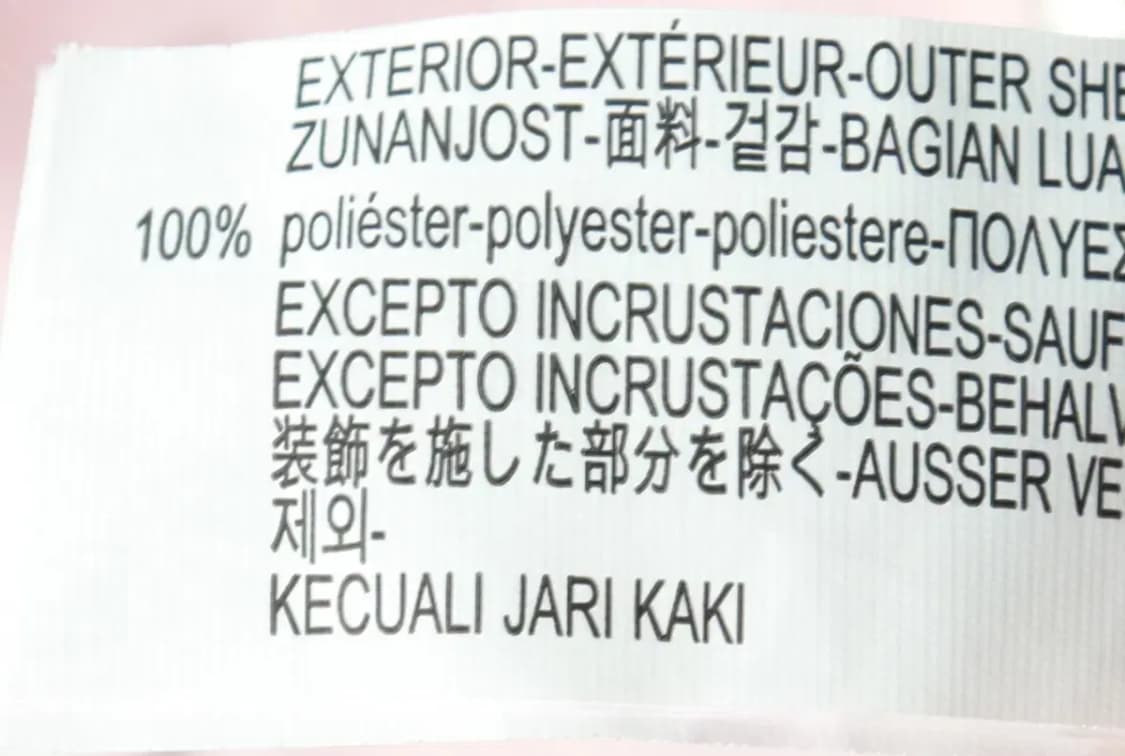 EXTERIOR-EXTÉRIEUR-OUTER
ZUNANJOST-面料-겉감-BAGIAN
100% poliéster-polyester-poliestere-
EXCEPTO INCRUSTACIONES-SAUF
EXCEPTO INCRUSTAÇÕES-
装飾を施した部分を除く-AUSSER
제외-
KECUALI JARI KAKI